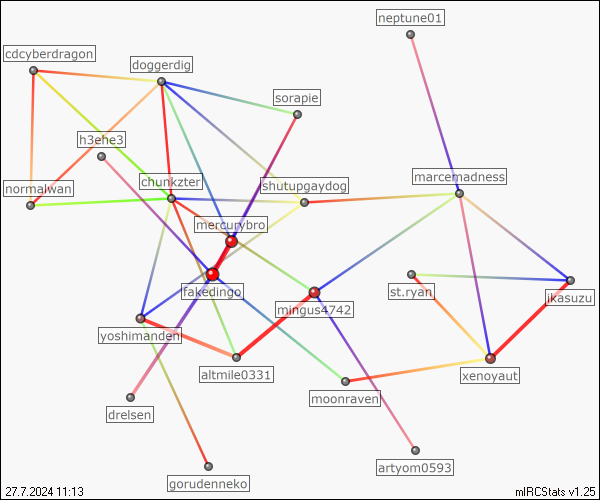 neptune01
cdcyberdragon
doggerdig
sorapie
h3ehe3
marcemadness
chunkzter
shutupgaydog
normalwan
mercurybro
fakedingo
st.ryan
jkasuzu
mingus4742
yoshimanden
altmile0331
xenoyaut
moonraven
drelsen
artyom0593
gorudenneko
27.7.2024 11:13
mIRCStats v1.25